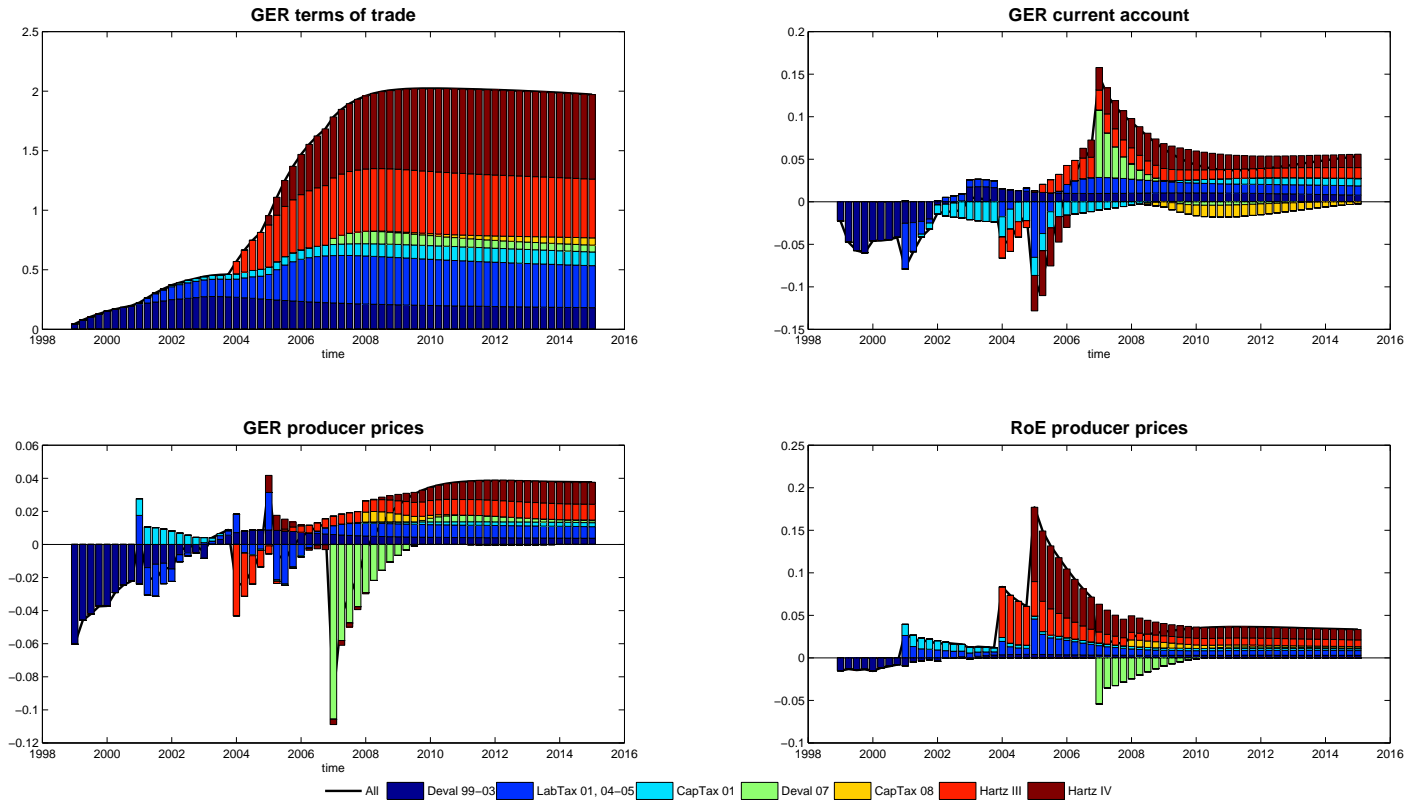 GER terms of trade
2.5
2
1.5
1
0.5
0
1998 2000 2002 2004 2006 2008 2010 2012 2014 2016
time
GER current account
0.2
0.15
0.1
0.05
0
−0.05
−0.1
−0.15
1998 2000 2002 2004 2006 2008 2010 2012 2014 2016
time
GER producer prices
0.06
0.04
0.02
0
−0.02
−0.04
−0.06
−0.08
−0.1
−0.12
1998 2000 2002 2004 2006 2008 2010 2012 2014 2016
time
RoE producer prices
0.25
0.2
0.15
0.1
0.05
0
−0.05
−0.1
1998 2000 2002 2004 2006 2008 2010 2012 2014 2016
All Deval 99−03 LabTax 01, 04−05 CapTax 01 Deval 07 CapTax 08 Hartz III Hartz IV